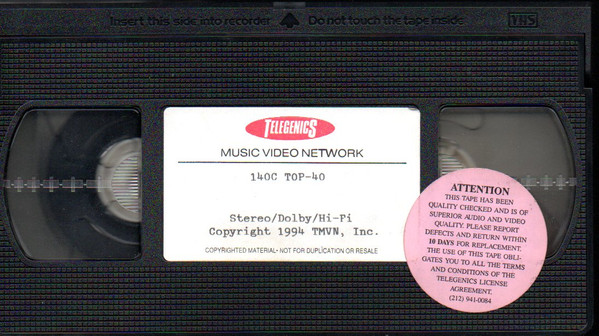 Insert this side into recorder Do not touch the tape inside VHS
TELEGENICS
MUSIC VIDEO NETWORK
140C TOP-40
Stereo/Dolby/Hi-Fi
Copyright 1994 TMVN, Inc.
COPYRIGHTED MATERIAL- NOT FOR DUPLICATION OR RESALE
ATTENTION
THIS TAPE HAS BEEN
QUALITY CHECKED AND IS OF
SUPERIOR AUDIO AND VIDEO
QUALITY. PLEASE REPORT
DEFECTS AND RETURN WITHIN
10 DAYS FOR REPLACEMENT.
THE USE OF THIS TAPE OBLI-
GATES YOU TO ALL THE TERMS
AND CONDITIONS OF THE
TELEGENICS LICENSE
AGREEMENT.
(212) 941-0084